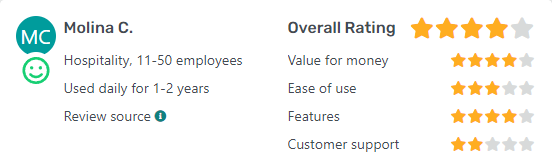 MC
Molina C.
Hospitality, 11-50 employees
Used daily for 1-2 years
Review source i
Overall Rating
Value for money
Ease of use
Features
Customer support